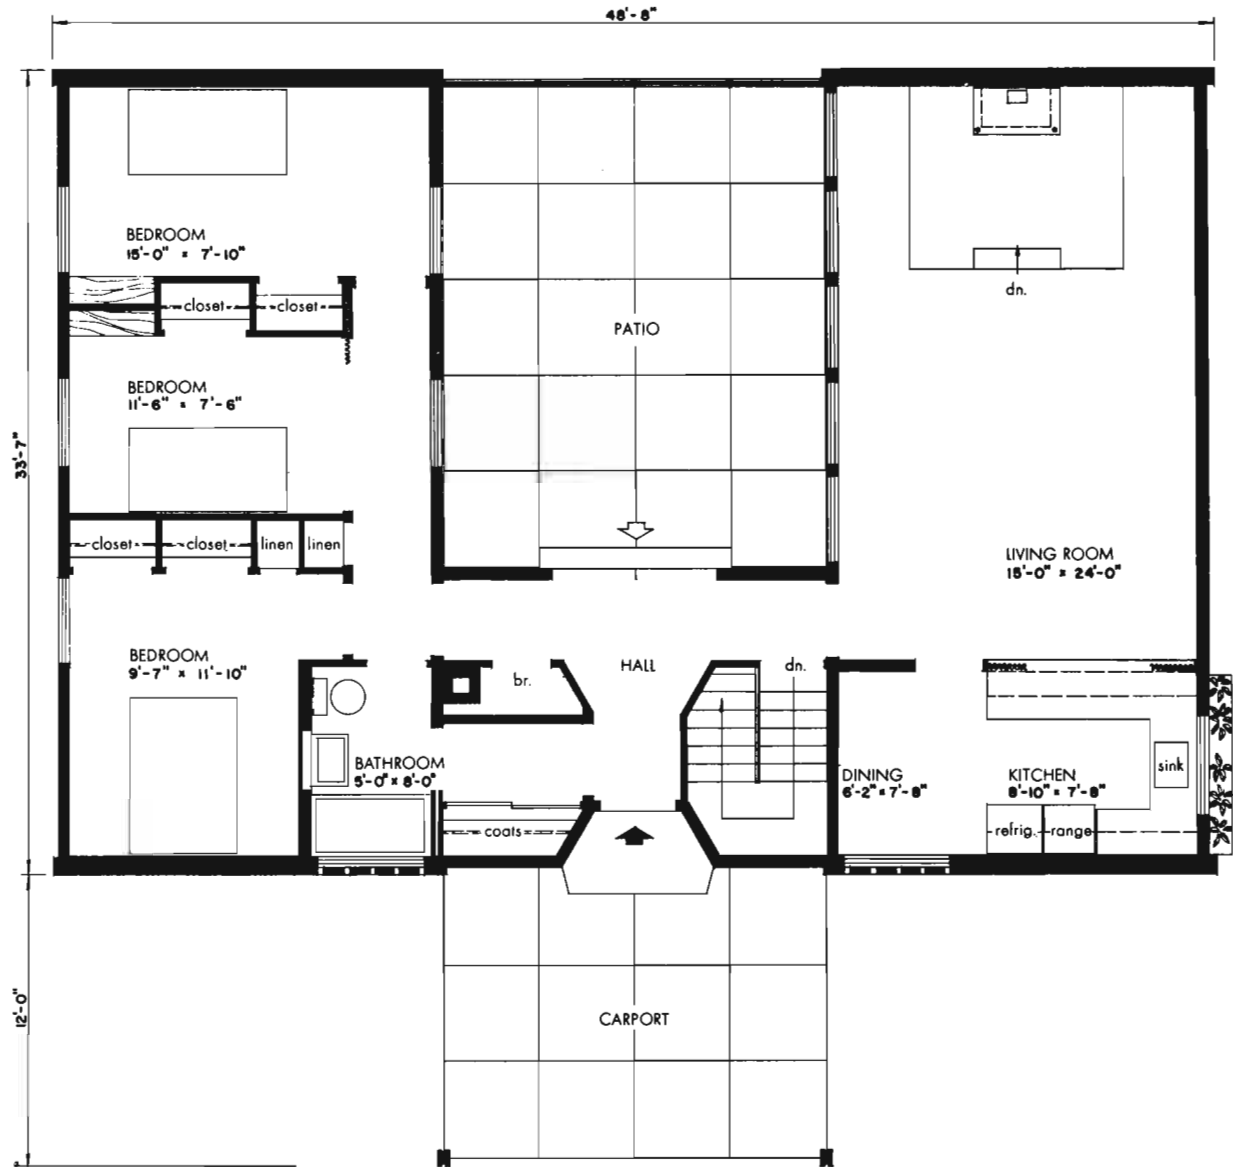 48'-8"
BEDROOM
15'-0" x 7'-10"
closet
closet
dn.
PATIO
BEDROOM
11'-6" x 7'-6"
33'-7"
closet
closet
linen
linen
LIVING ROOM
15'-0" x 24'-0"
BEDROOM
9'-7" x 11'-10"
br.
HALL
dn.
BATHROOM
5'-0" x 8'-0"
DINING
6'-2" x 7'-8"
KITCHEN
8'-10" x 7'-8"
sink
coats
refrig.
range
12'-0"
CARPORT